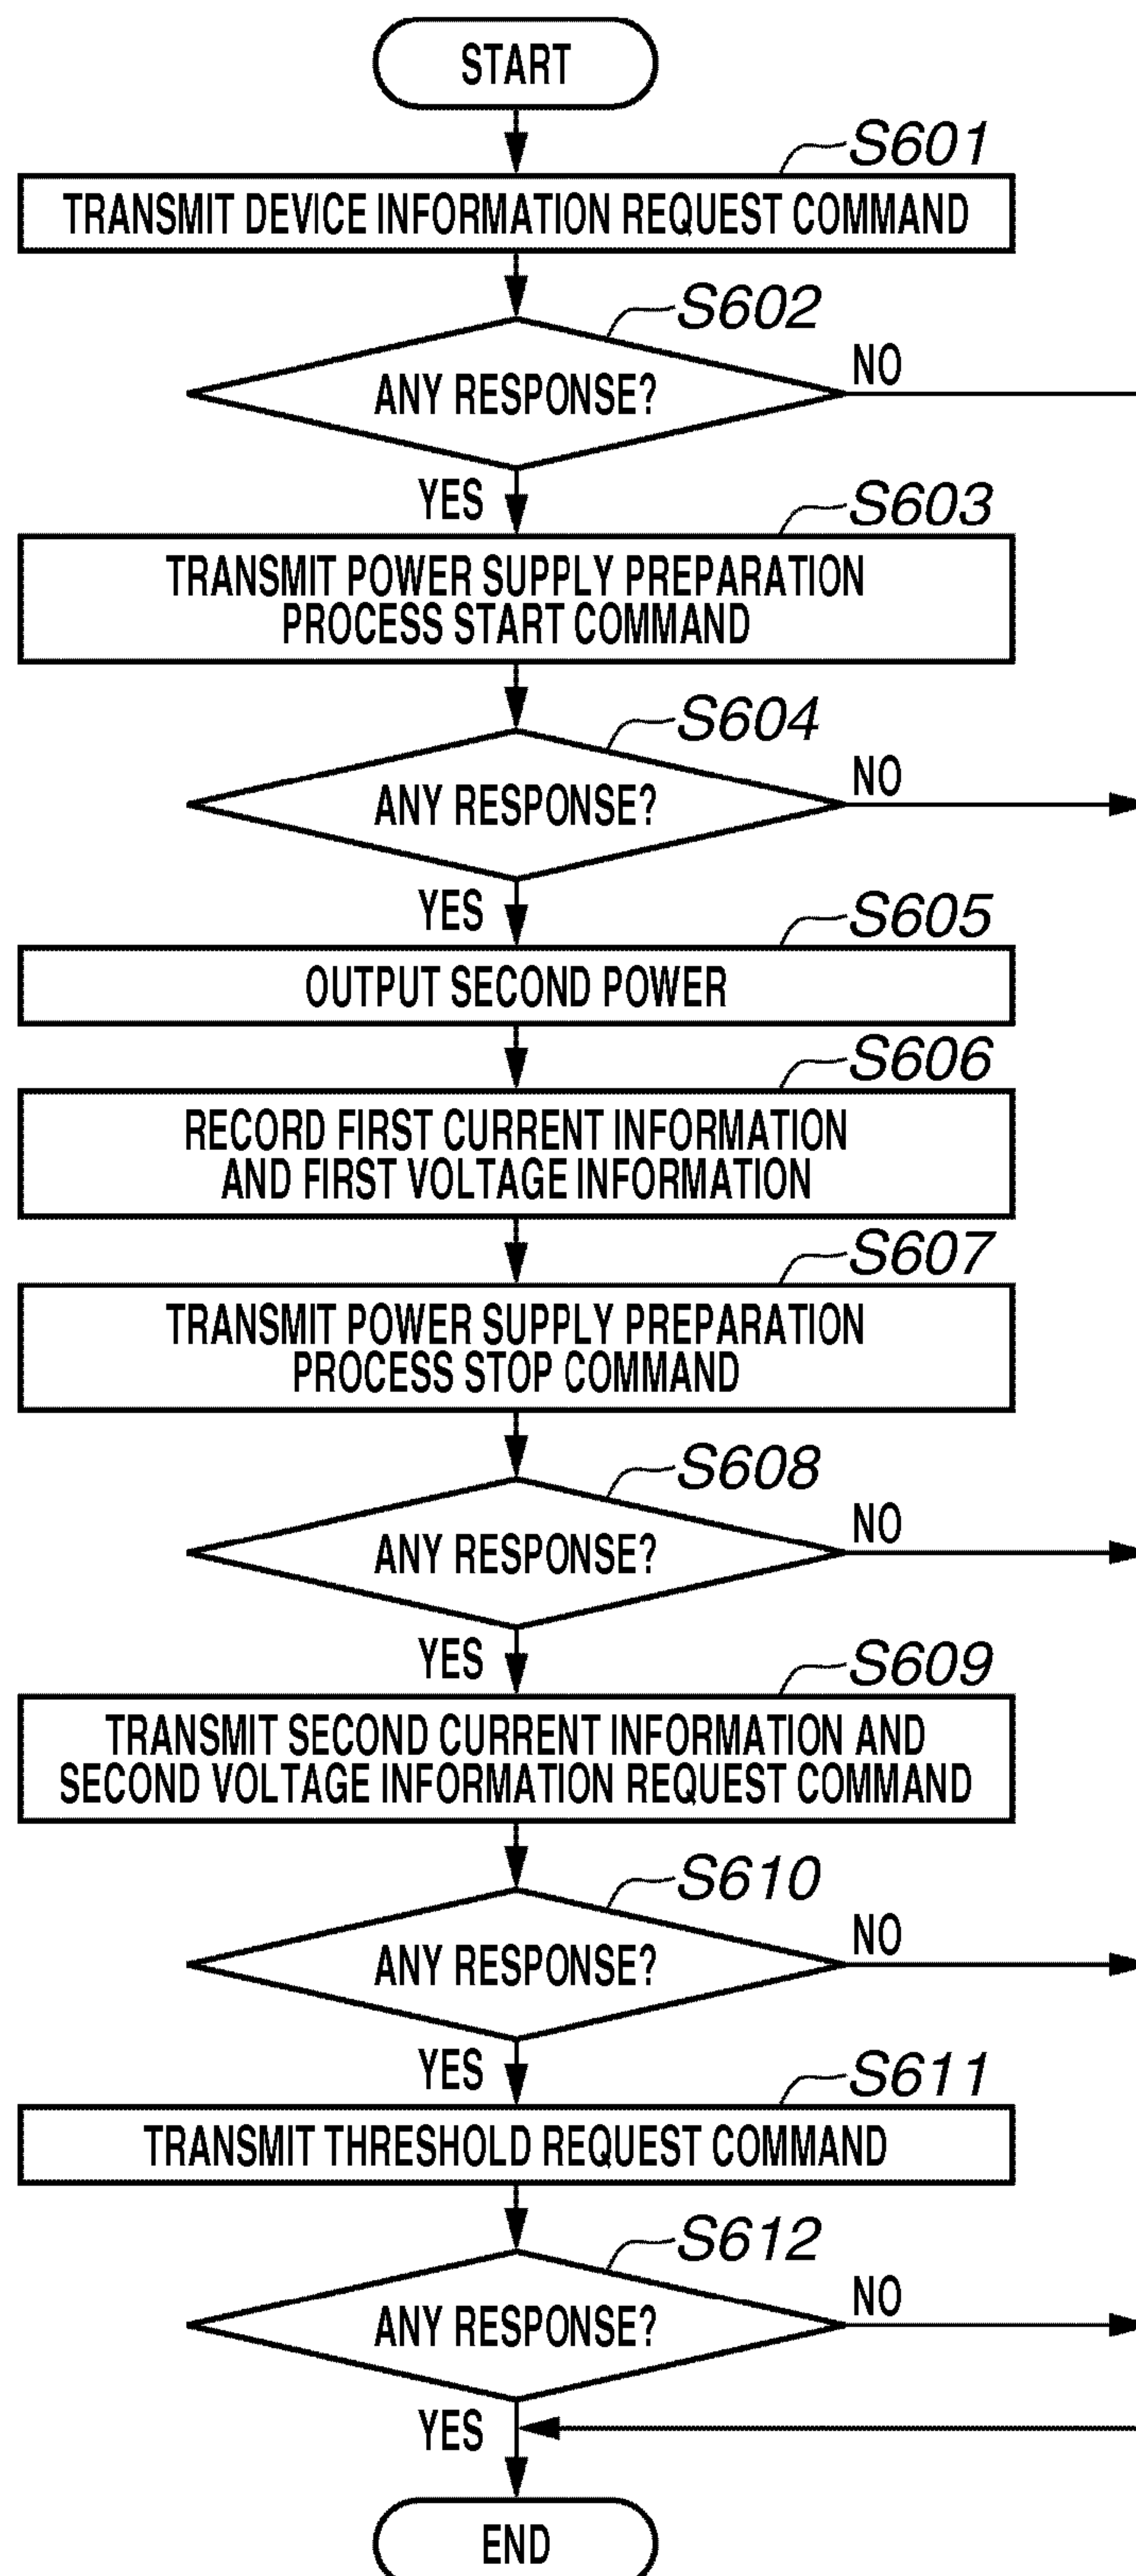 START
S601
TRANSMIT DEVICE INFORMATION REQUEST COMMAND
S602
ANY RESPONSE?
NO
YES
S603
TRANSMIT POWER SUPPLY PREPARATION
PROCESS START COMMAND
S604
ANY RESPONSE?
NO
YES
S605
OUTPUT SECOND POWER
S606
RECORD FIRST CURRENT INFORMATION
AND FIRST VOLTAGE INFORMATION
S607
TRANSMIT POWER SUPPLY PREPARATION
PROCESS STOP COMMAND
S608
ANY RESPONSE?
NO
YES
S609
TRANSMIT SECOND CURRENT INFORMATION AND
SECOND VOLTAGE INFORMATION REQUEST COMMAND
S610
ANY RESPONSE?
NO
YES
S611
TRANSMIT THRESHOLD REQUEST COMMAND
S612
ANY RESPONSE?
NO
YES
END